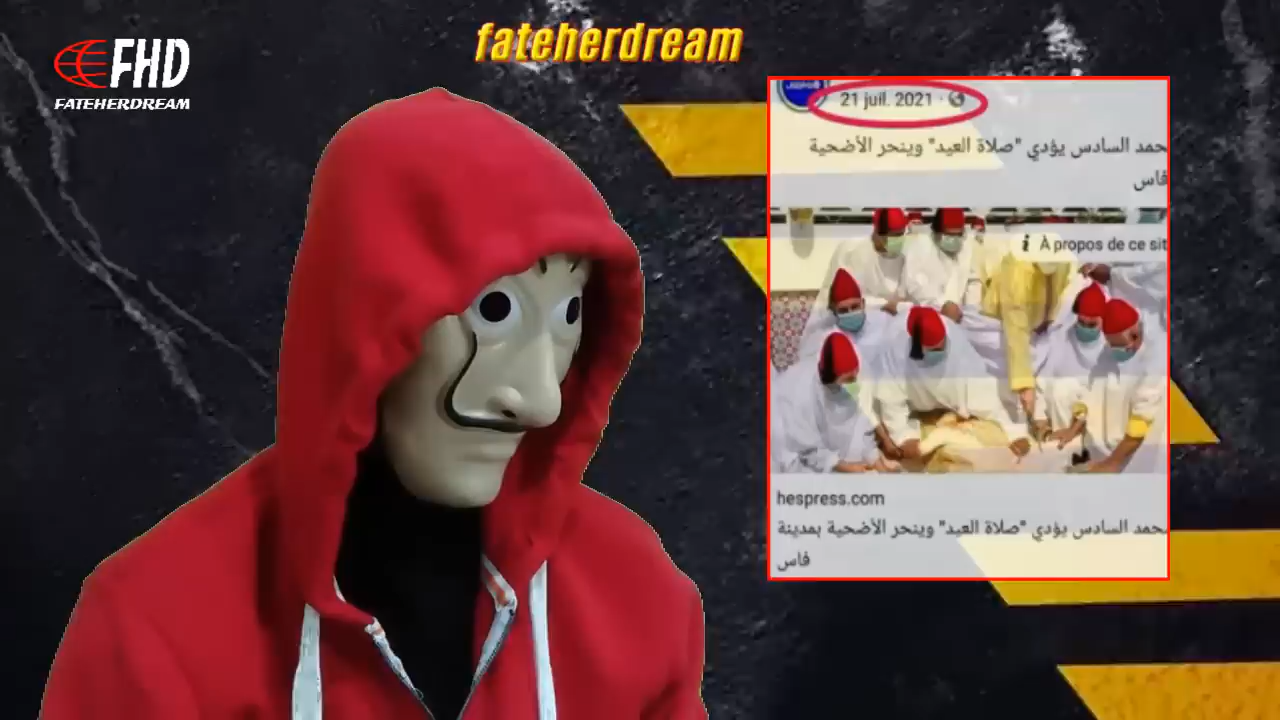 FHD
FATEHERDREAM
fateherdream
21 juil. 2021 ·
حمد السادس يؤدي "صلاة العيد" وينحر الأضحية
فاس
À propos de ce sit
hespress.com
حمد السادس يؤدي "صلاة العيد" وينحر الأضحية بمدينة
فاس